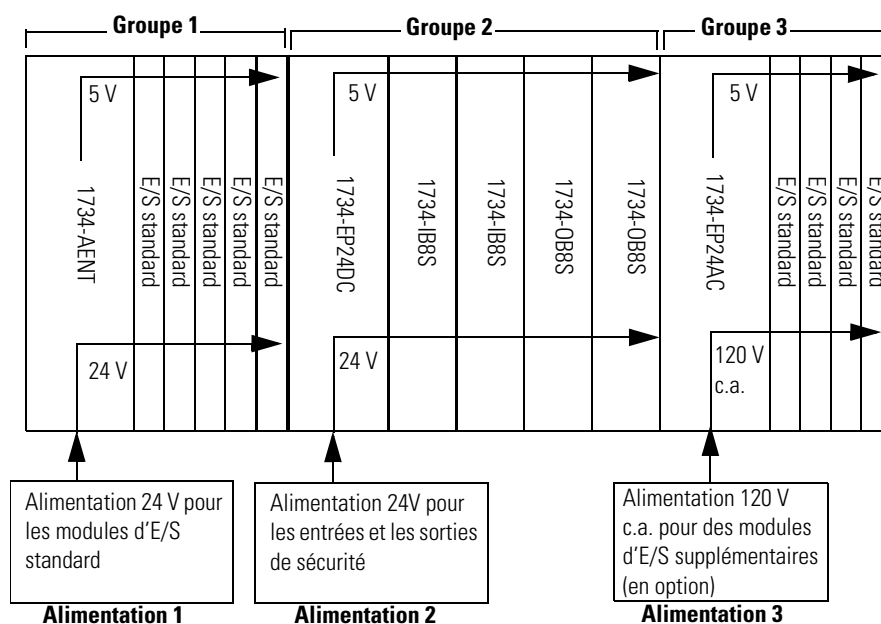 Groupe 1
Groupe 2
Groupe 3
5 V
5 V
5 V
1734-AENT
E/S standard
E/S standard
E/S standard
E/S standard
E/S standard
1734-EP24DC
1734-IB8S
1734-IB8S
1734-OB8S
1734-OB8S
1734-EP24AC
E/S standard
E/S standard
E/S standard
E/S standard
24 V
24 V
120 V
c.a.
Alimentation 24 V pour
les modules d'E/S
standard
Alimentation 24V pour
les entrées et les sorties
de sécurité
Alimentation 120 V
c.a. pour des modules
d'E/S supplémentaires
(en option)
Alimentation 1
Alimentation 2
Alimentation 3